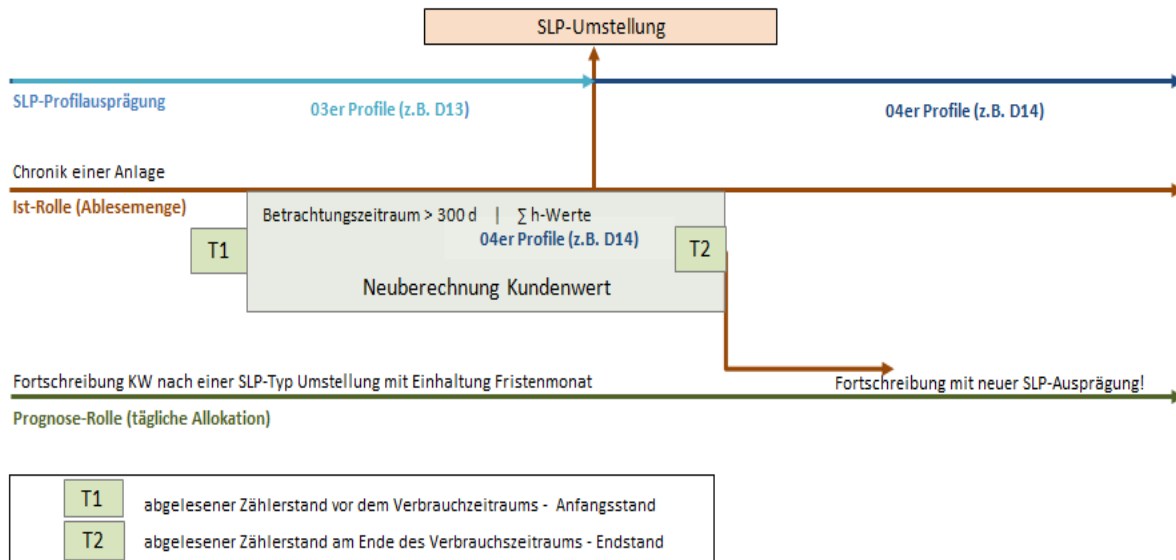 SLP-Umstellung
SLP-Profilausprägung
03er Profile (z.B. D13)
04er Profile (z.B. D14)
Chronik einer Anlage
Ist-Rolle (Ablesemenge)
Betrachtungszeitraum > 300 d | ∑ h-Werte
04er Profile (z.B. D14)
T1
T2
Neuberechnung Kundenwert
Fortschreibung KW nach einer SLP-Typ Umstellung mit Einhaltung Fristenmonat
Fortschreibung mit neuer SLP-Ausprägung!
Prognose-Rolle (tägliche Allokation)
T1 abgelesener Zählerstand vor dem Verbrauchzeitraums - Anfangsstand
T2 abgelesener Zählerstand am Ende des Verbrauchszeitraums - Endstand